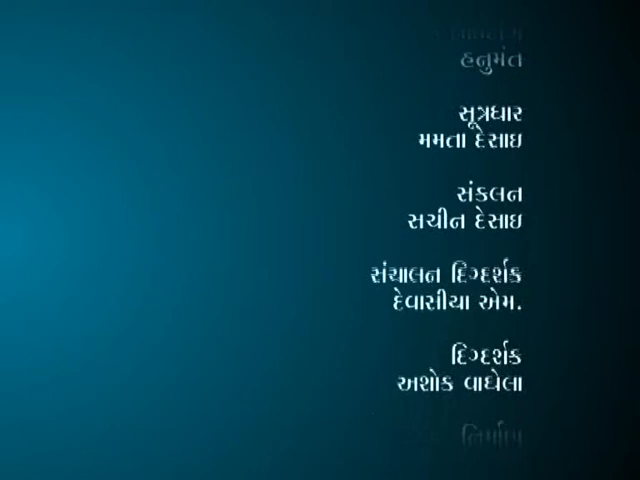 હનુમંત
સૂત્રધાર
મમતા દેસાઇ
સંકલન
સચીન દેસાઇ
સંચાલન દિગ્દર્શક
દેવાસીયા એમ.
દિગ્દર્શક
અશોક વાઘેલા
નિર્માણ